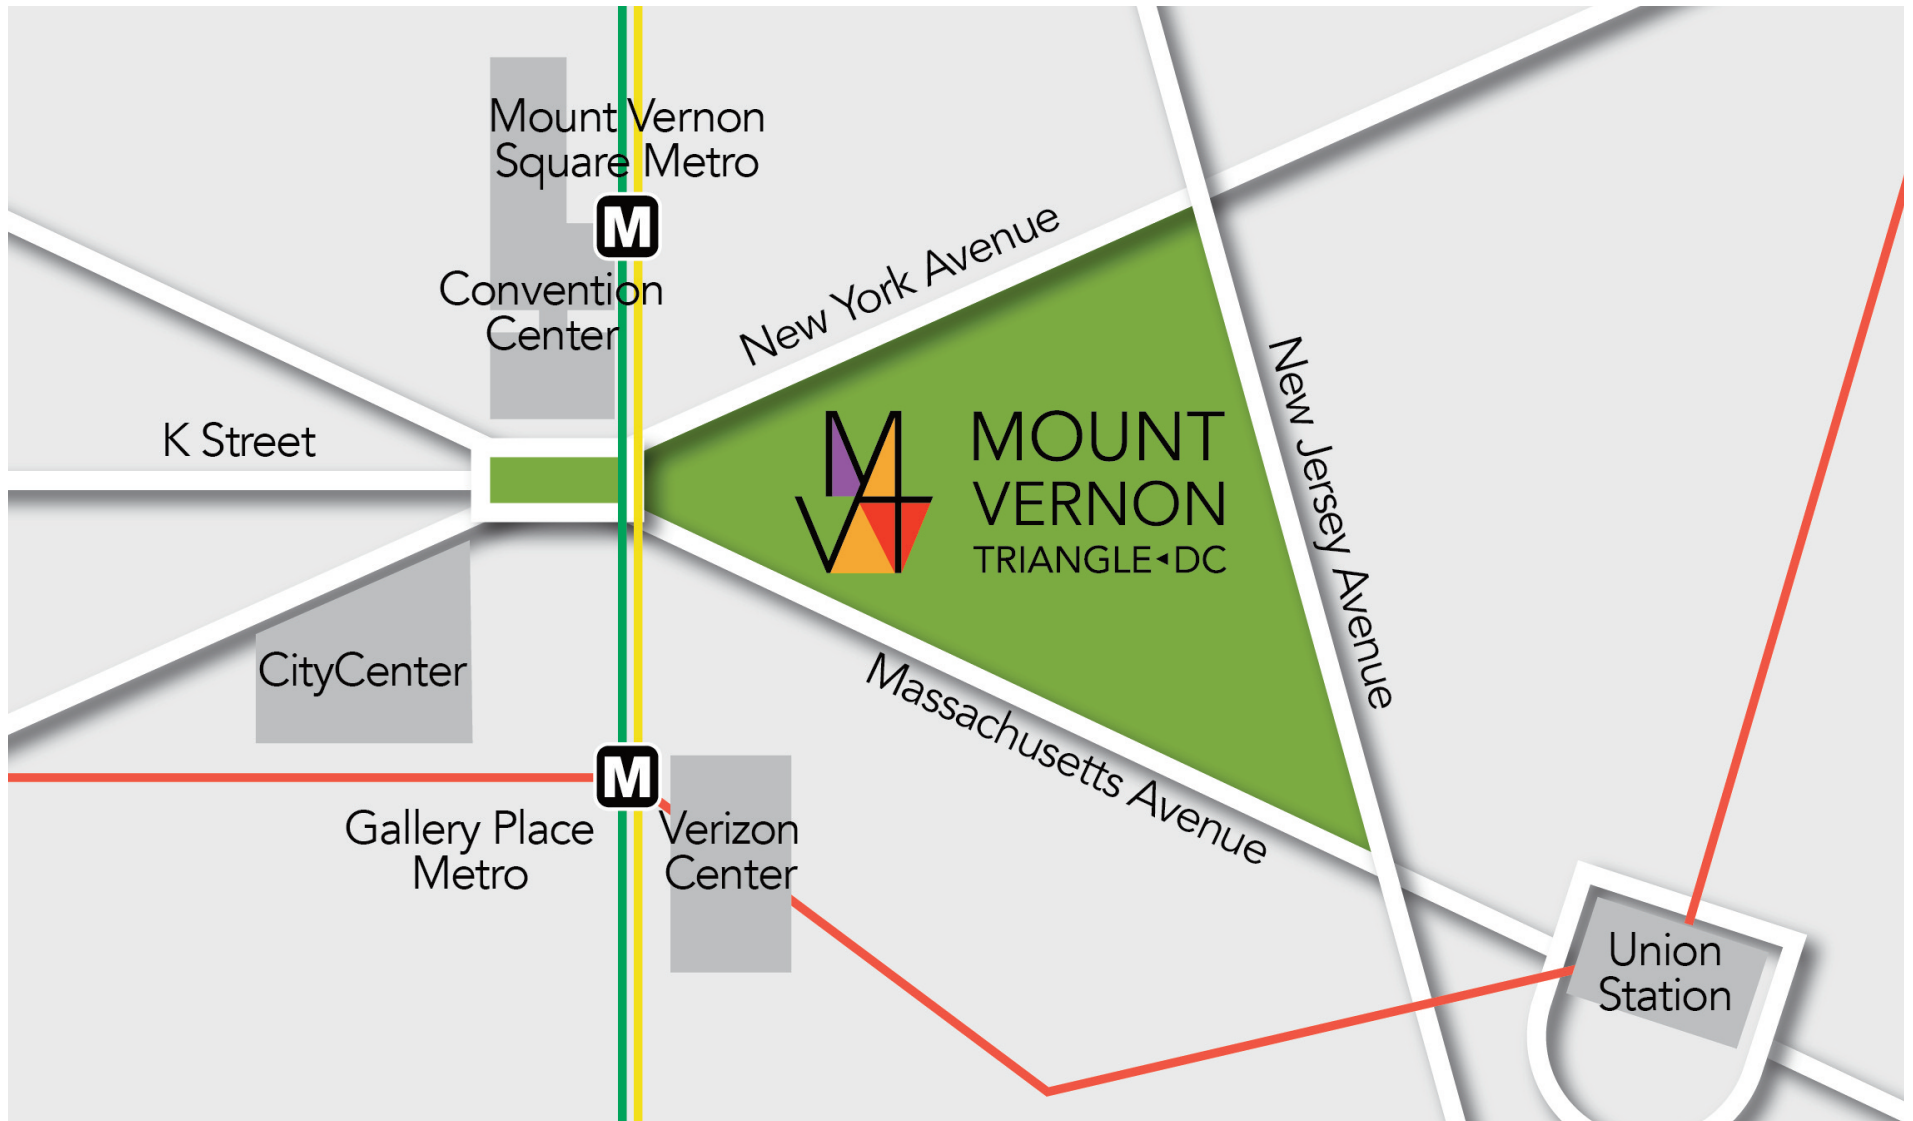 Mount Vernon
Square Metro
M
Convention
Center
New York Avenue
K Street
MOUNT
VERNON
TRIANGLE◂DC
New Jersey Avenue
CityCenter
Massachusetts Avenue
M
Gallery Place
Metro
Verizon
Center
Union
Station